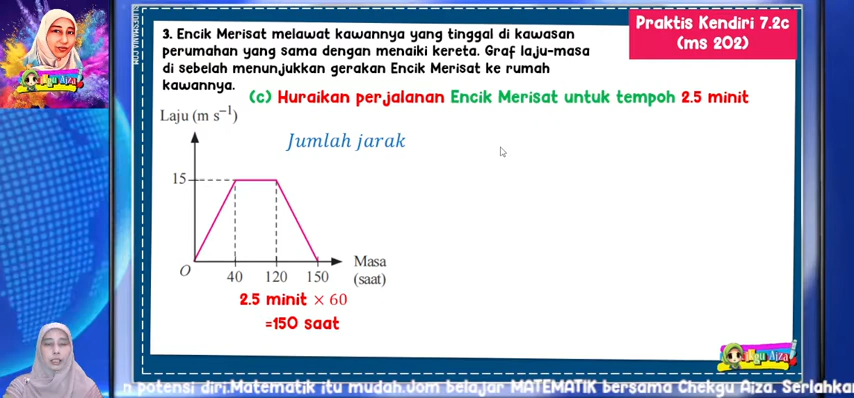 Praktis Kendiri 7.2c
(ms 202)
3. Encik Merisat melawat kawannya yang tinggal di kawasan
perumahan yang sama dengan menaiki kereta. Graf laju-masa
di sebelah menunjukkan gerakan Encik Merisat ke rumah
kawannya.
(c) Huraikan perjalanan Encik Merisat untuk tempoh 2.5 minit
Laju (m s⁻¹)
Jumlah jarak
15
O
40
120
150
Masa
(saat)
2.5 minit × 60
=150 saat
n potensi diri.Matematik itu mudah.Jom belajar MATEMATIK bersama Chekgu Aiza. Serlahka